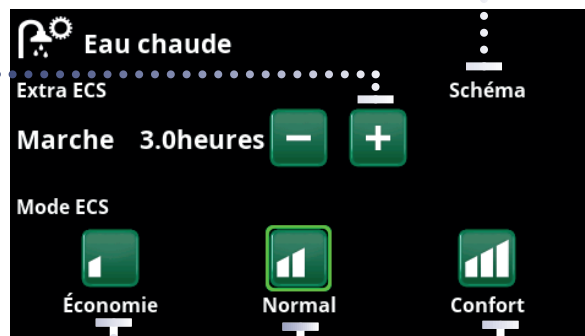 Eau chaude
Extra ECS
Schéma
Marche 3.0heures − +
Mode ECS
Économie Normal Confort